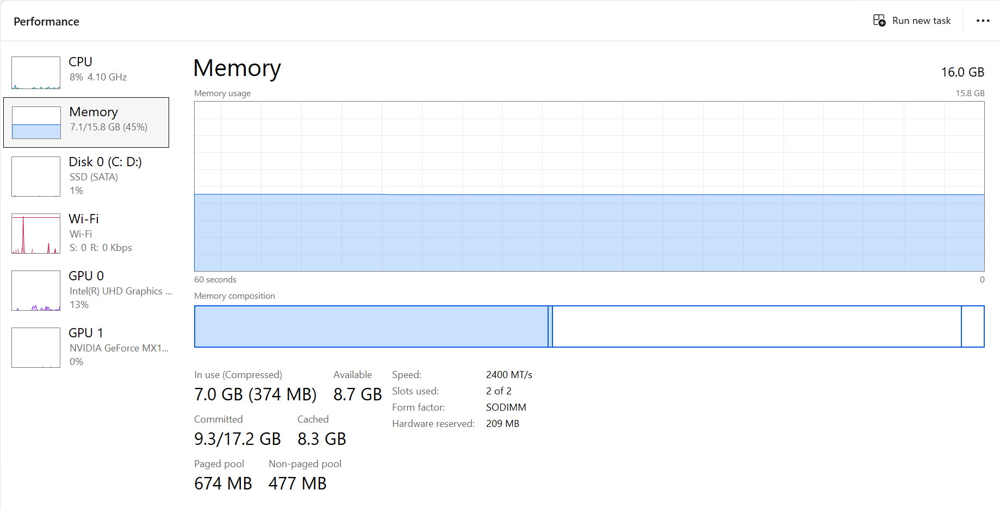 Performance
Run new task
CPU
8% 4.10 GHz
Memory
7.1/15.8 GB (45%)
Disk 0 (C: D:)
SSD (SATA)
1%
Wi-Fi
Wi-Fi
S: 0 R: 0 Kbps
GPU 0
Intel(R) UHD Graphics ...
13%
GPU 1
NVIDIA GeForce MX1...
0%
Memory
16.0 GB
Memory usage
15.8 GB
60 seconds
0
Memory composition
In use (Compressed)
7.0 GB (374 MB)
Available
8.7 GB
Committed
9.3/17.2 GB
Cached
8.3 GB
Paged pool
674 MB
Non-paged pool
477 MB
Speed: 2400 MT/s
Slots used: 2 of 2
Form factor: SODIMM
Hardware reserved: 209 MB